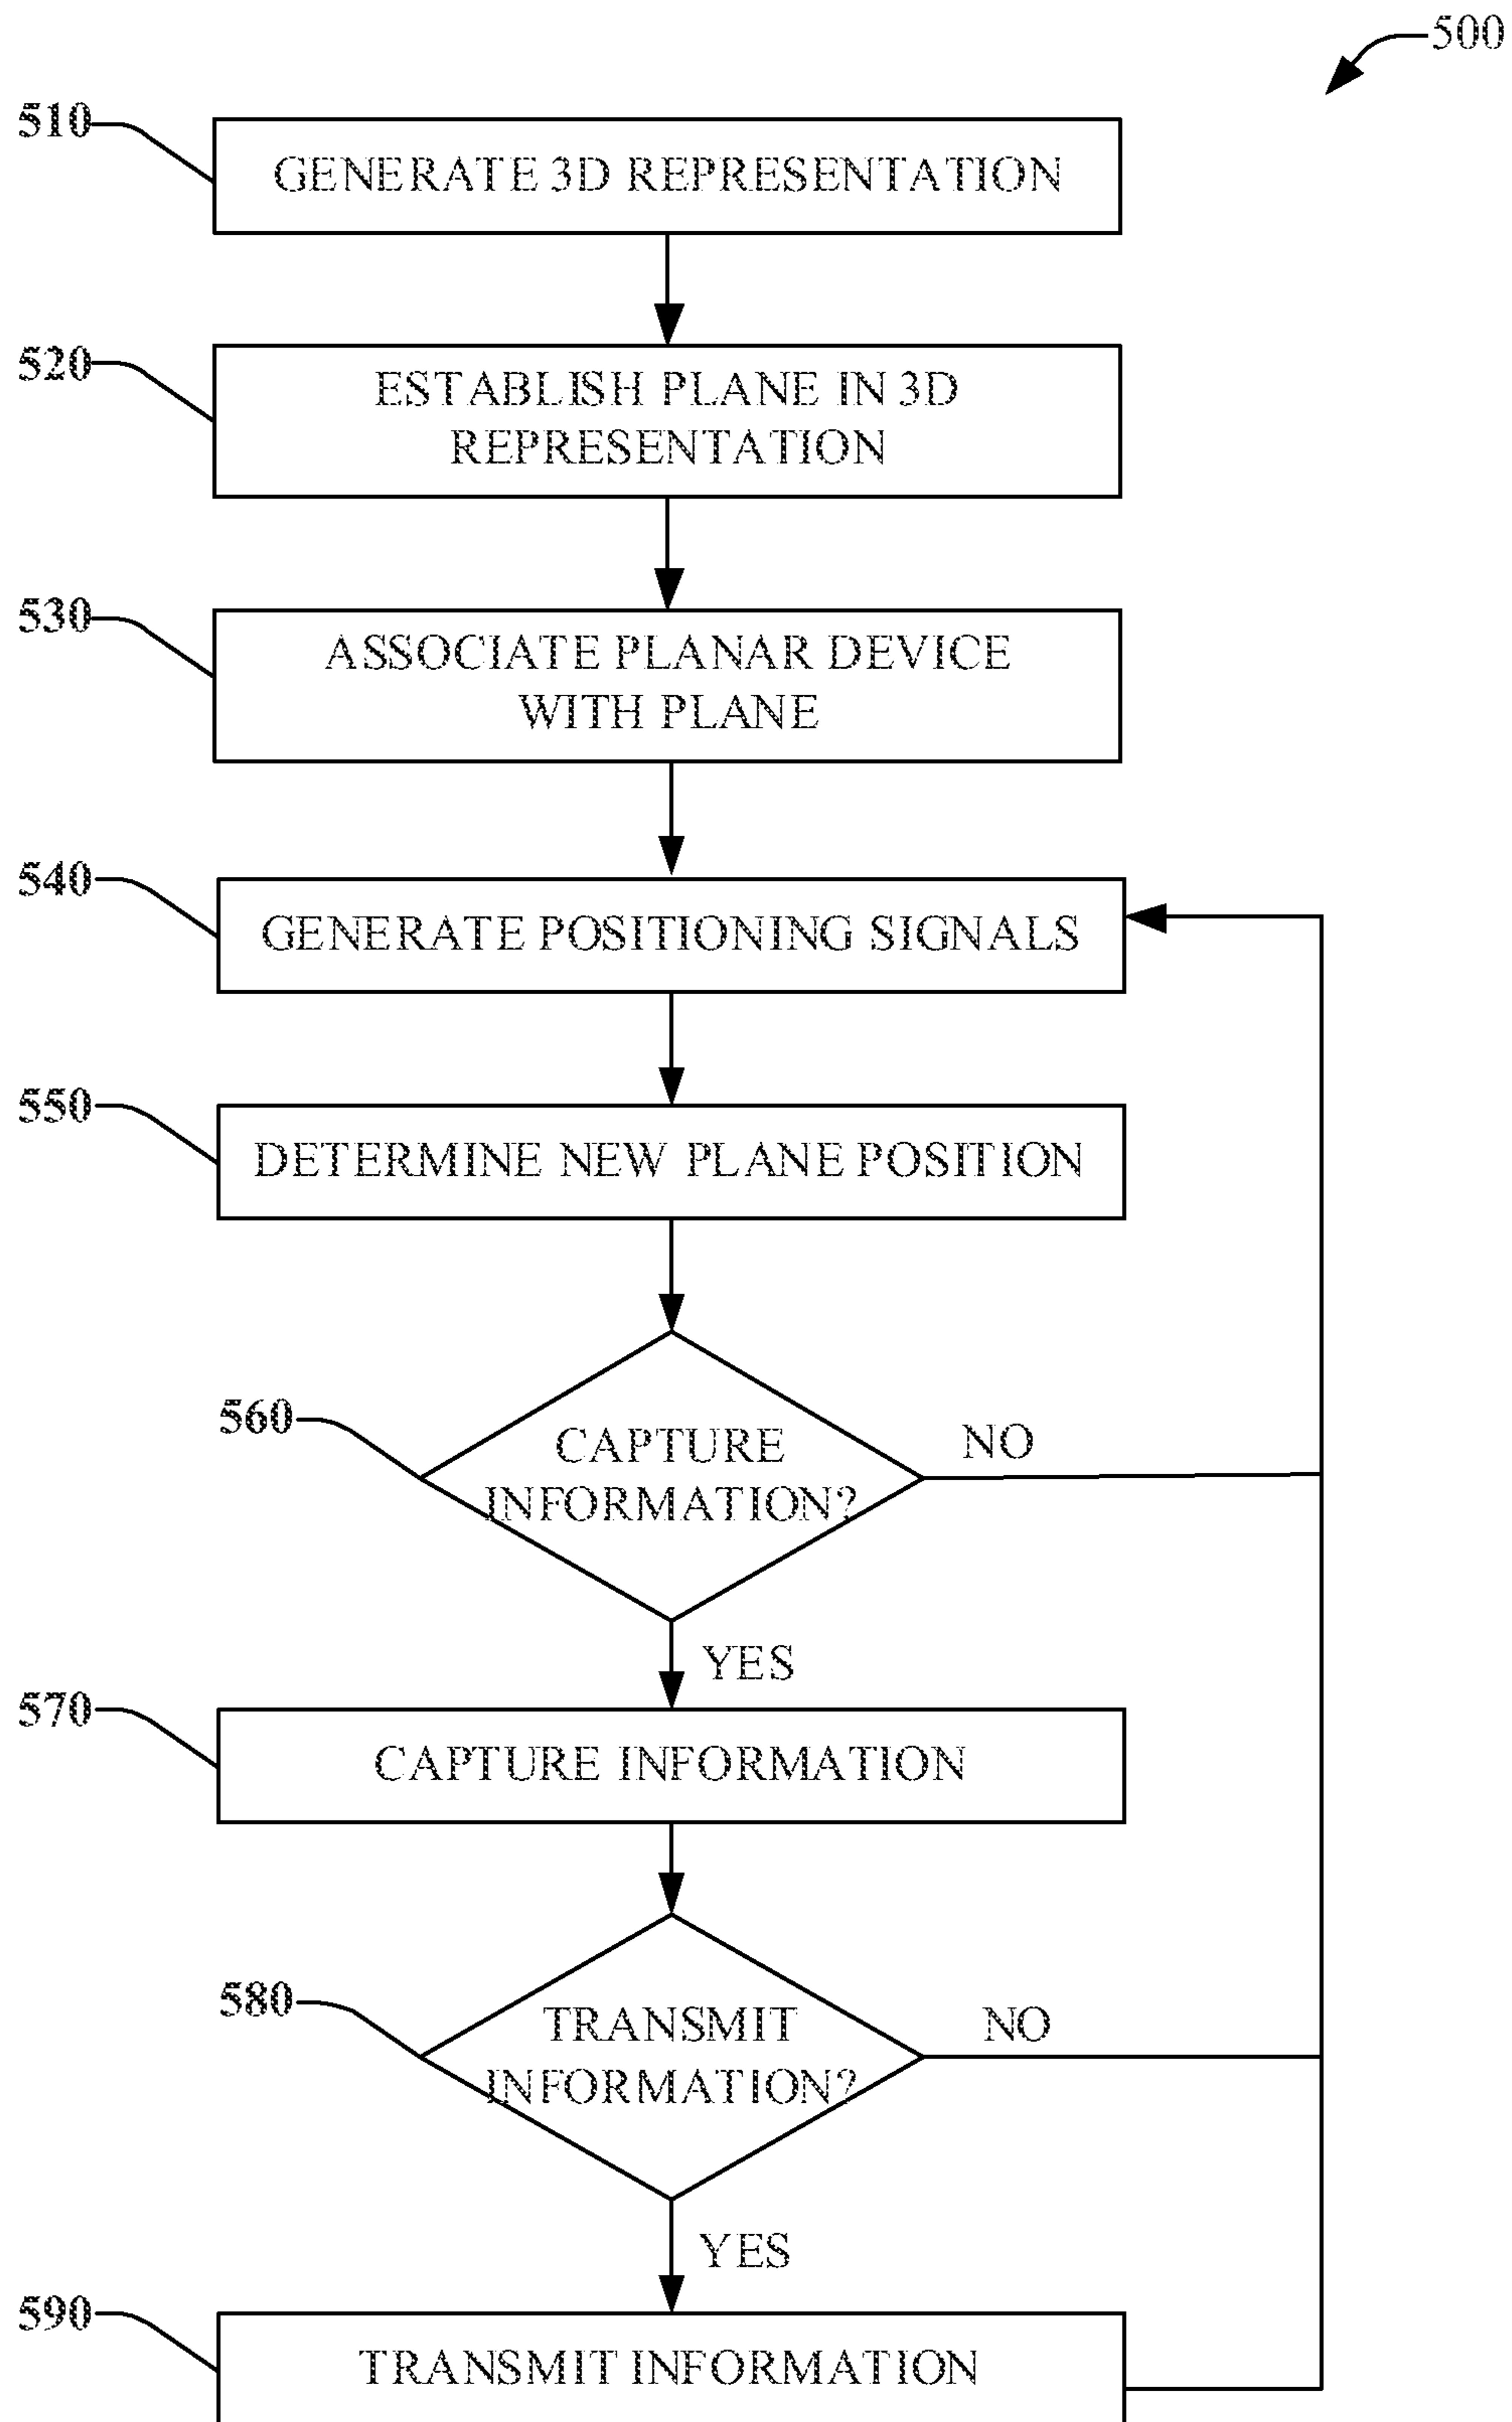 500
510
GENERATE 3D REPRESENTATION
520
ESTABLISH PLANE IN 3D
REPRESENTATION
530
ASSOCIATE PLANAR DEVICE
WITH PLANE
540
GENERATE POSITIONING SIGNALS
550
DETERMINE NEW PLANE POSITION
560
CAPTURE
INFORMATION?
NO
YES
570
CAPTURE INFORMATION
580
TRANSMIT
INFORMATION?
NO
YES
590
TRANSMIT INFORMATION